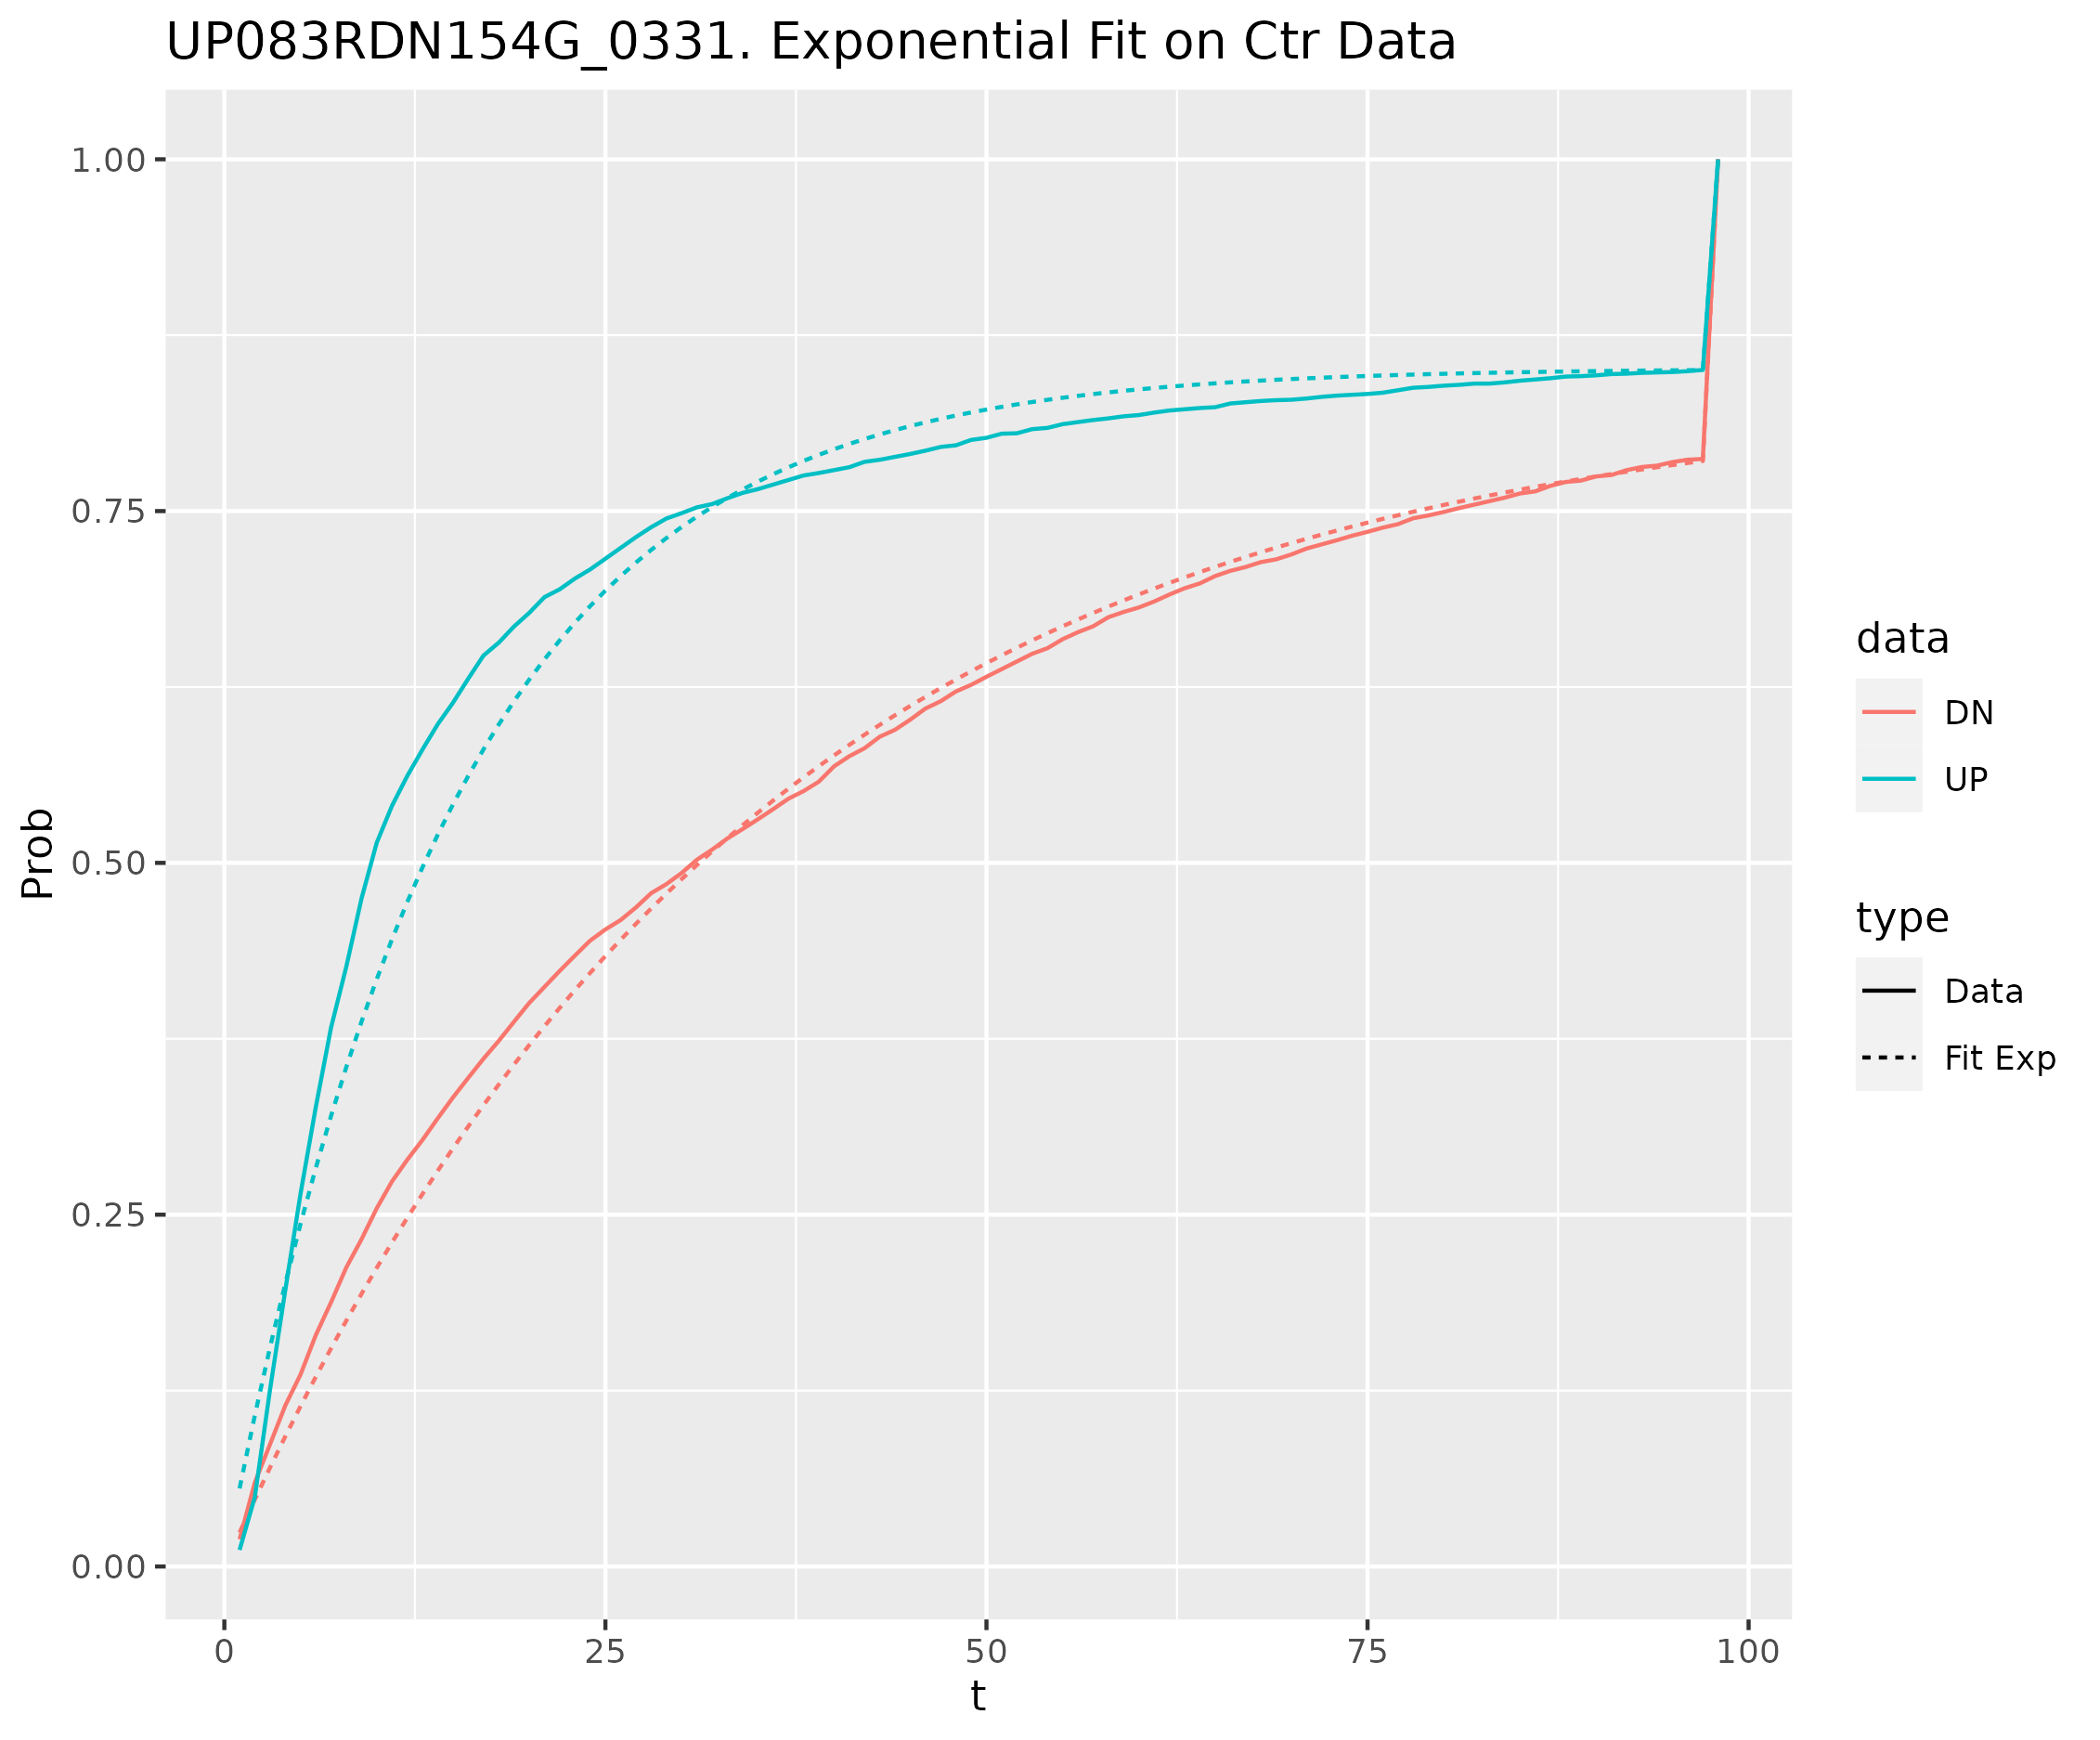 UP083RDN154G_0331. Exponential Fit on Ctr Data
1.00
0.75
0.50
0.25
0.00
Prob
0 25 50 75 100
t
data
DN
UP
type
Data
Fit Exp